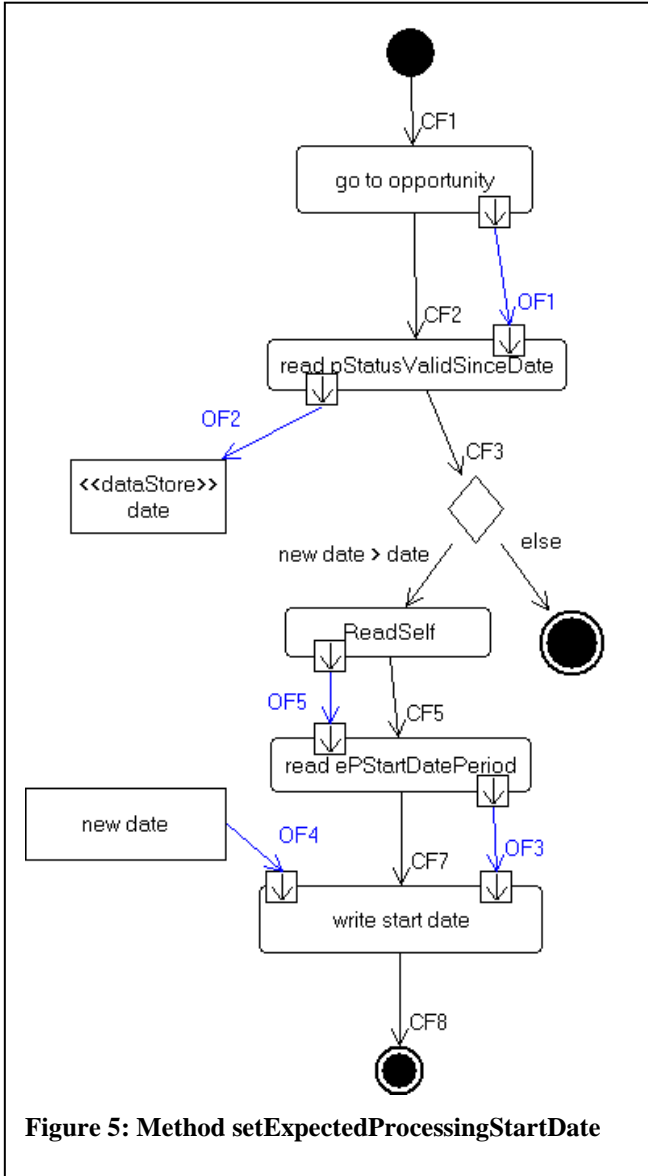 CF1
go to opportunity
OF1
CF2
read pStatusValidSinceDate
OF2
CF3
<<dataStore>>
date
new date > date
else
ReadSelf
OF5
CF5
read ePStartDatePeriod
new date
OF4
CF7
OF3
write start date
CF8
Figure 5: Method setExpectedProcessingStartDate